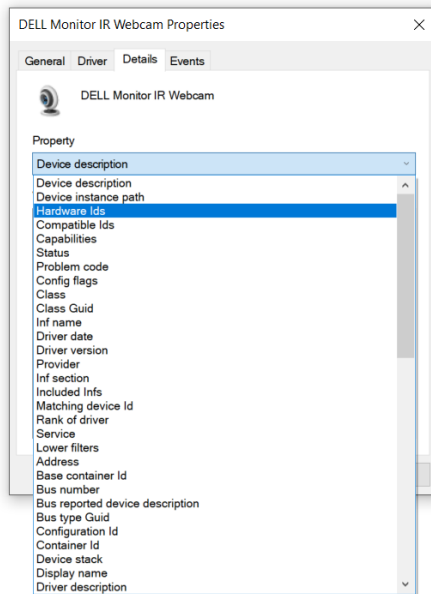 DELL Monitor IR Webcam Properties
General Driver Details Events
DELL Monitor IR Webcam
Property
Device description
Device description
Device instance path
Hardware Ids
Compatible Ids
Capabilities
Status
Problem code
Config flags
Class
Class Guid
Inf name
Driver date
Driver version
Provider
Inf section
Included Infs
Matching device Id
Rank of driver
Service
Lower filters
Address
Base container Id
Bus number
Bus reported device description
Bus type Guid
Configuration Id
Container Id
Device stack
Display name
Driver description